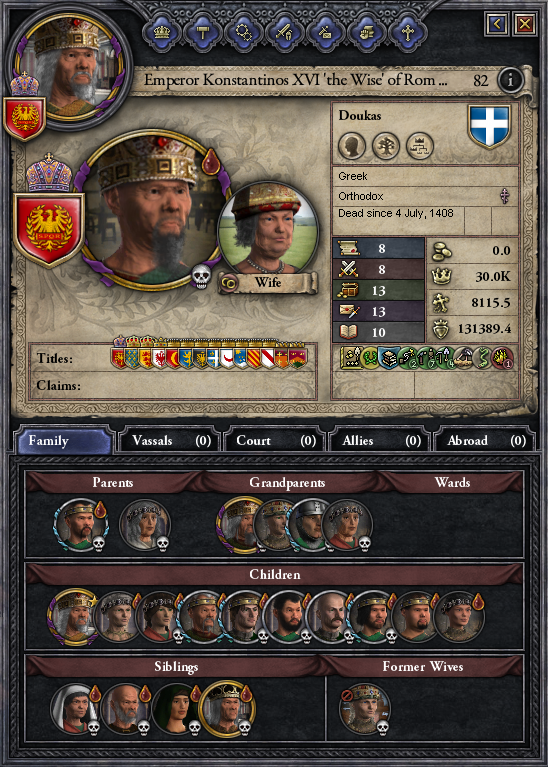 Emperor Konstantinos XVI 'the Wise' of Rom ... 82
Doukas
Greek
Orthodox
Dead since 4 July, 1408
SPQR
Wife
8
0.0
8
30.0K
13
8115.5
13
131389.4
10
Titles:
Claims:
Family
Vassals (0)
Court (0)
Allies (0)
Abroad (0)
Parents
Grandparents
Wards
Children
Siblings
Former Wives